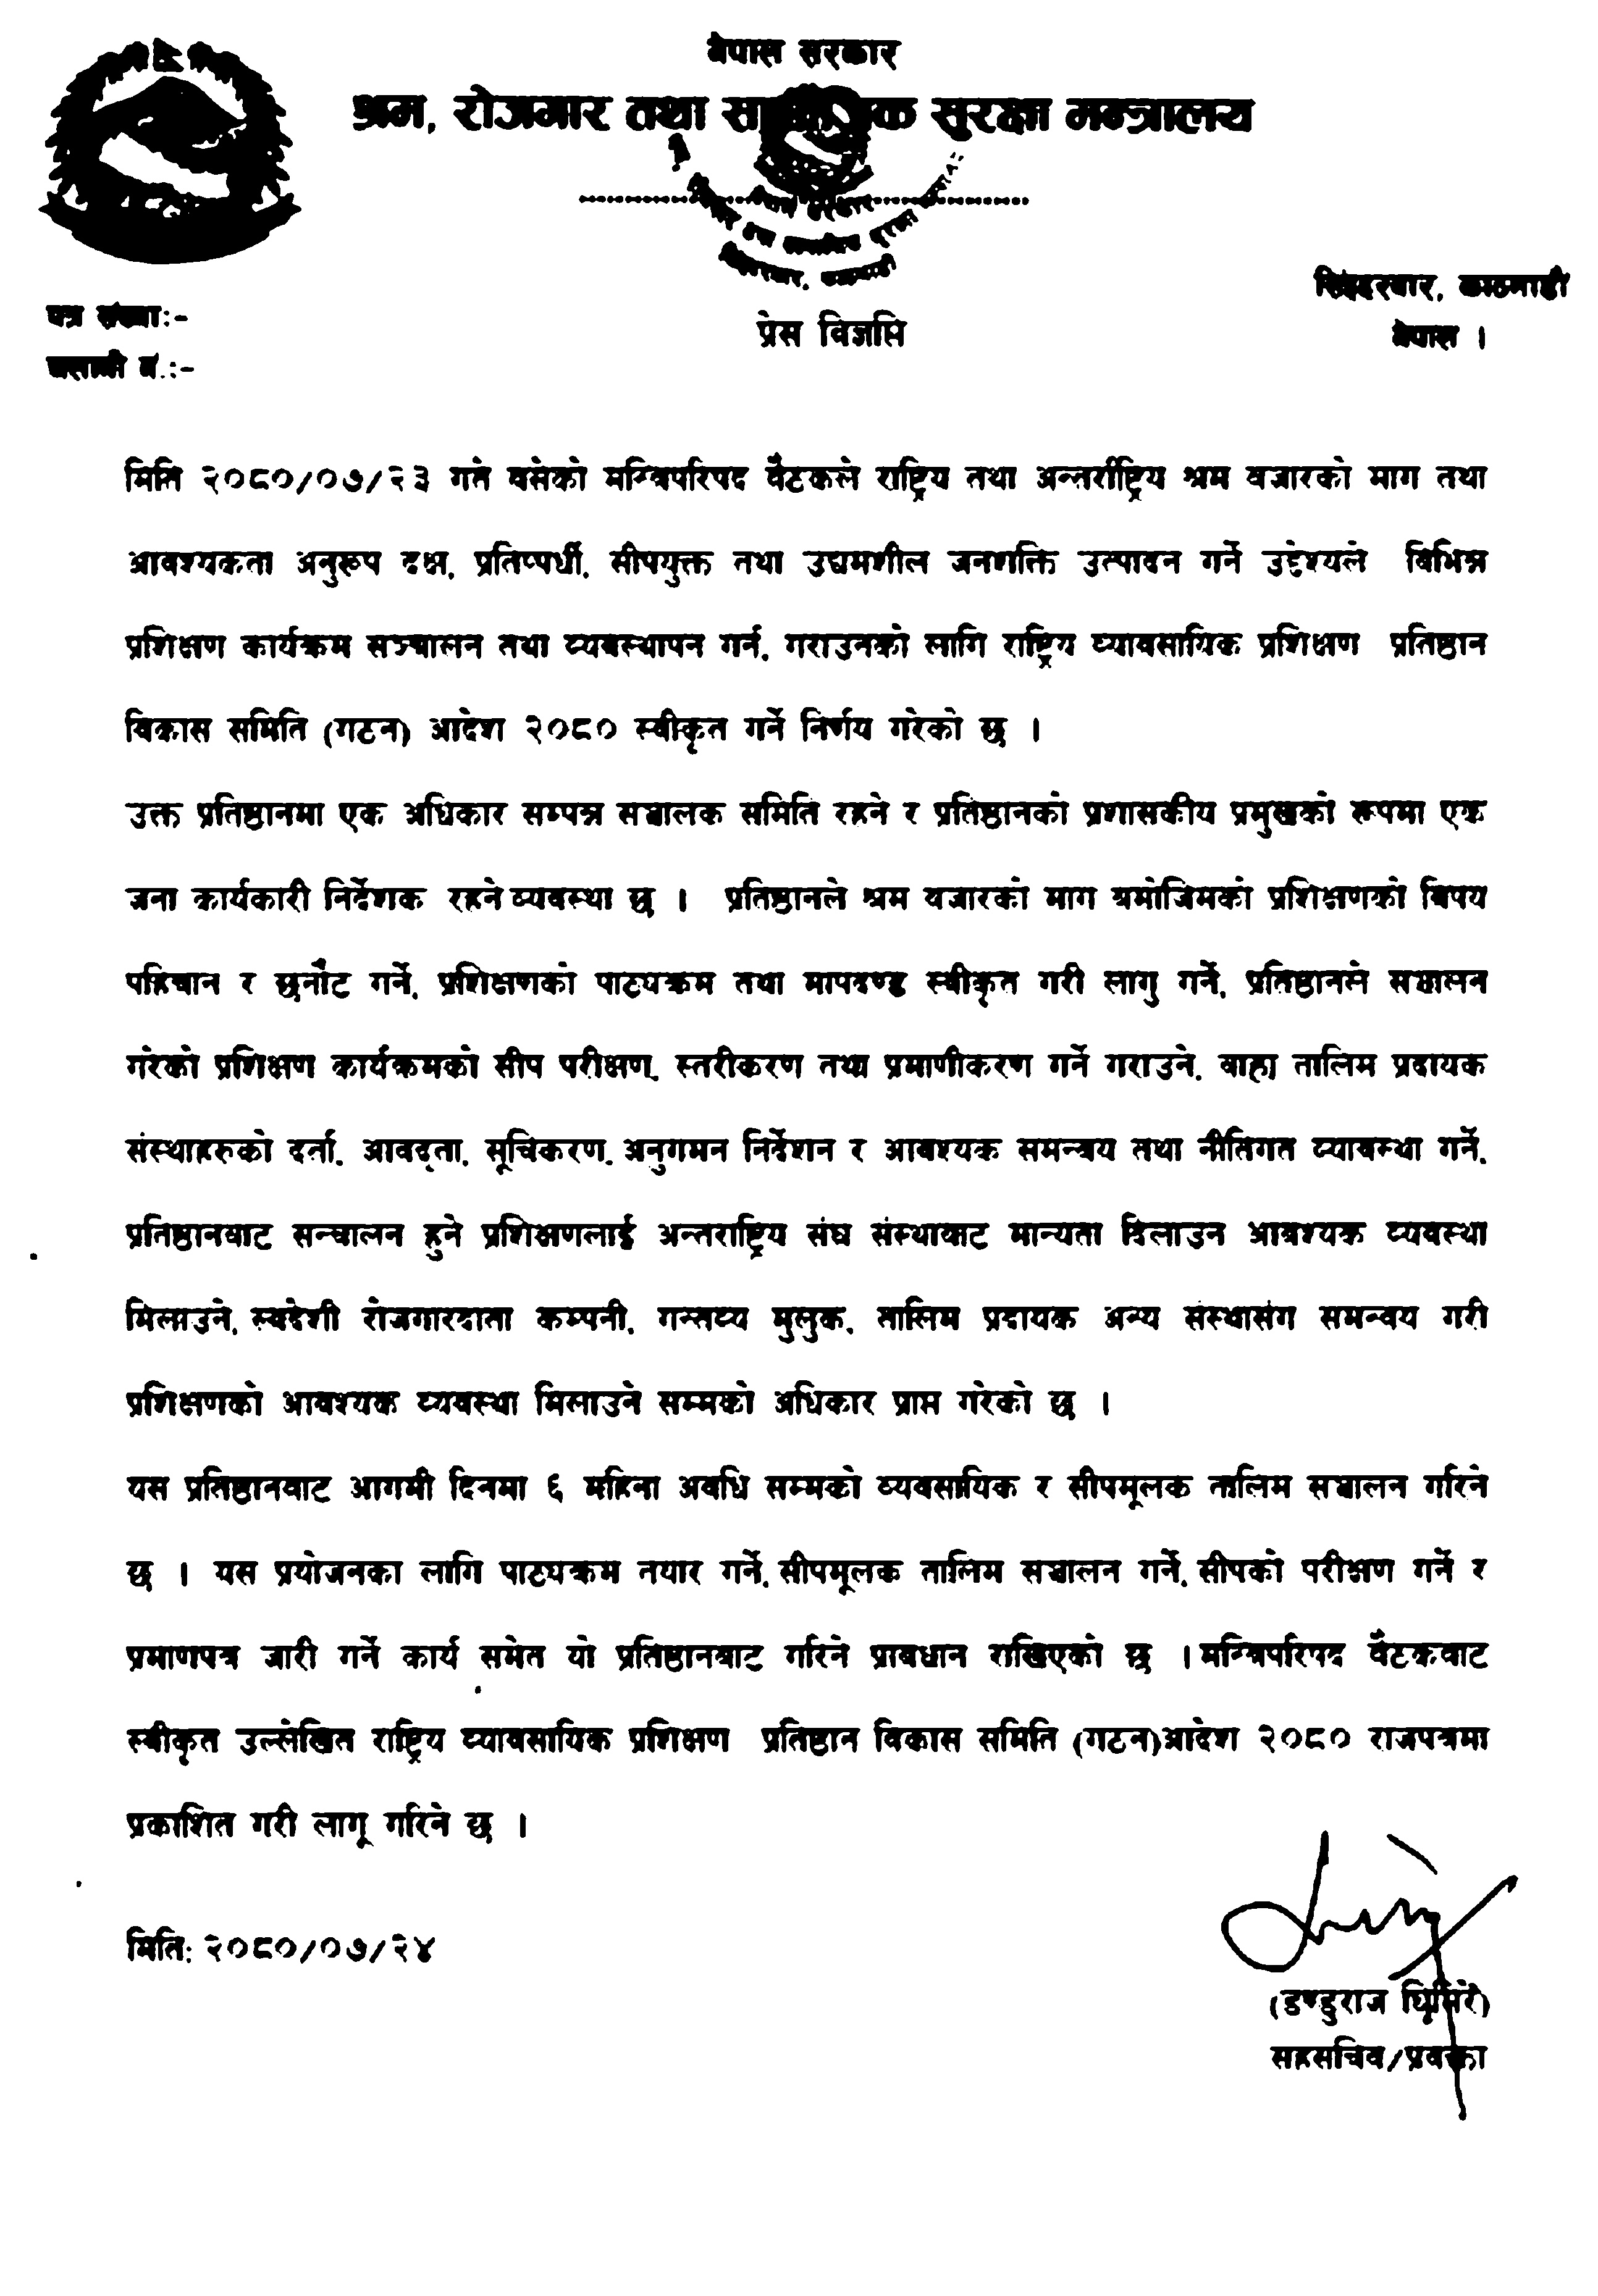 नेपाल सरकार
श्रम, रोजगार तथा सामाजिक सुरक्षा मन्त्रालय
सिंहदरबार, काठमाडौं
नेपाल ।
पत्र संख्याः-
चलानी नं.:-
प्रेस विज्ञप्ति
मिति २०८०/०७/२३ गते बसेको मन्त्रिपरिषद बैठकले राष्ट्रिय तथा अन्तर्राष्ट्रिय श्रम बजारको माग तथा
आवश्यकता अनुरूप दक्ष, प्रतिष्पर्धी, सीपयुक्त तथा उद्यमशील जनशक्ति उत्पादन गर्ने उद्देश्यले विभिन्न
प्रशिक्षण कार्यक्रम सञ्चालन तथा व्यवस्थापन गर्न, गराउनको लागि राष्ट्रिय व्यावसायिक प्रशिक्षण प्रतिष्ठान
विकास समिति (गठन) आदेश २०८० स्वीकृत गर्ने निर्णय गरेको छ ।
उक्त प्रतिष्ठानमा एक अधिकार सम्पन्न सञ्चालक समिति रहने र प्रतिष्ठानको प्रशासकीय प्रमुखको रूपमा एक
जना कार्यकारी निर्देशक रहने व्यवस्था छ । प्रतिष्ठानले श्रम बजारको माग बमोजिमको प्रशिक्षणको विषय
पहिचान र छनौट गर्ने, प्रशिक्षणको पाठ्यक्रम तथा मापदण्ड स्वीकृत गरी लागु गर्ने, प्रतिष्ठानले सञ्चालन
गरेको प्रशिक्षण कार्यक्रमको सीप परीक्षण, स्तरीकरण तथा प्रमाणीकरण गर्ने गराउने, वाह्य तालिम प्रदायक
संस्थाहरुको दर्ता, आवद्दता, सूचिकरण, अनुगमन निर्देशन र आवश्यक समन्वय तथा नीतिगत व्यावस्था गर्ने,
प्रतिष्ठानबाट सन्चालन हुने प्रशिक्षणलाई अन्तराष्ट्रिय संघ संस्थाबाट मान्यता दिलाउन आवश्यक व्यवस्था
मिलाउने, स्वदेशी रोजगारदाता कम्पनी, गन्तव्य मुलुक, तालिम प्रदायक अन्य संस्थासंग समन्वय गरी
प्रशिक्षणको आवश्यक व्यवस्था मिलाउने सम्मको अधिकार प्राप्त गरेको छ ।
यस प्रतिष्ठानबाट आगमी दिनमा ६ महिना अवधि सम्मको व्यवसायिक र सीपमूलक तालिम सञ्चालन गरिने
छ । यस प्रयोजनका लागि पाठ्यक्रम तयार गर्ने, सीपमूलक तालिम सञ्चालन गर्ने, सीपको परीक्षण गर्ने र
प्रमाणपत्र जारी गर्ने कार्य समेत यो प्रतिष्ठानबाट गरिने प्रावधान राखिएको छ । मन्त्रिपरिषद बैठकबाट
स्वीकृत उल्लेखित राष्ट्रिय व्यावसायिक प्रशिक्षण प्रतिष्ठान विकास समिति (गठन)आदेश २०८० राजपत्रमा
प्रकाशित गरी लागू गरिने छ ।
मिति: २०८०/०७/२४
(डण्डुराज घिमिरे)
सहसचिव/प्रवक्ता